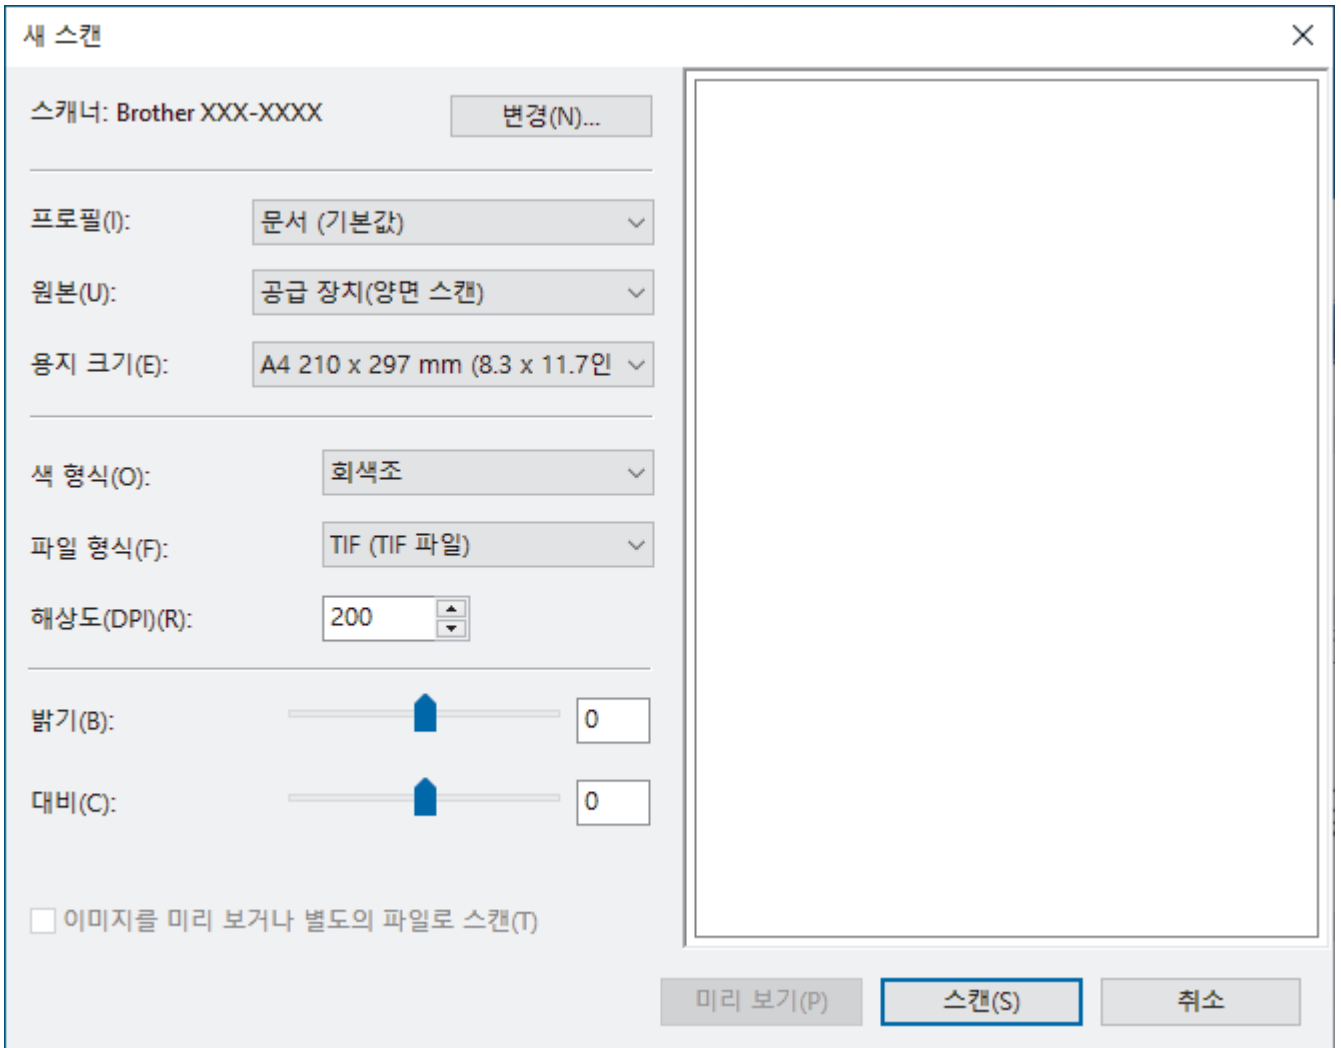 새 스캔
스캐너: Brother XXX-XXXX 변경(N)...
프로필(I): 문서 (기본값)
원본(U): 공급 장치(양면 스캔)
용지 크기(E): A4 210 x 297 mm (8.3 x 11.7인
색 형식(O): 회색조
파일 형식(F): TIF (TIF 파일)
해상도(DPI)(R): 200
밝기(B): 0
대비(C): 0
이미지를 미리 보거나 별도의 파일로 스캔(T)
미리 보기(P) 스캔(S) 취소